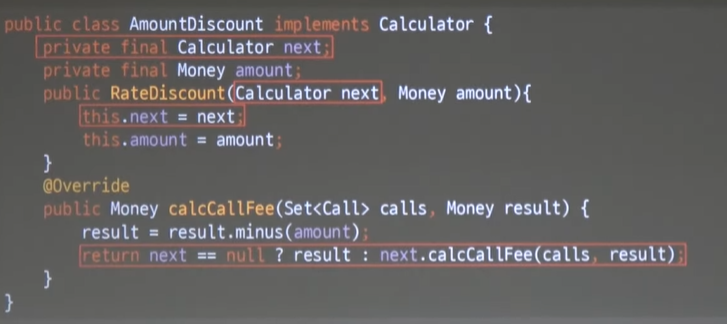 public class AmountDiscount implements Calculator {
private final Calculator next;
private final Money amount;
public RateDiscount(Calculator next, Money amount){
this.next = next;
this.amount = amount;
}
@Override
public Money calcCallFee(Set<Call> calls, Money result) {
result = result.minus(amount);
return next == null ? result : next.calcCallFee(calls, result);
}
}